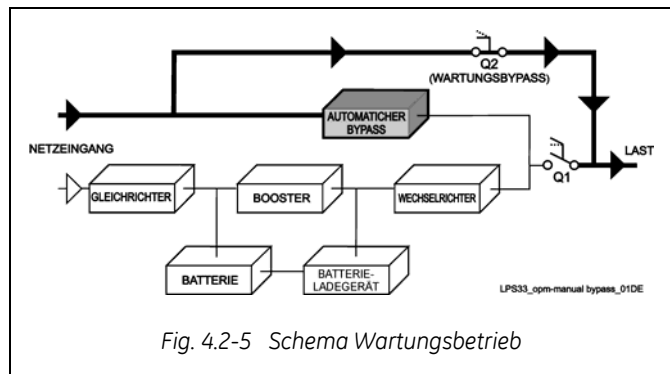 Q2
(WARTUNGSBYPASS)
AUTOMATICHER
BYPASS
NETZEINGANG
LAST
Q1
GLEICHRICHTER
BOOSTER
WECHSELRICHTER
BATTERIE
BATTERIE-
LADEGERÄT
LPS33_opm-manual bypass_01DE
Fig. 4.2-5 Schema Wartungsbetrieb